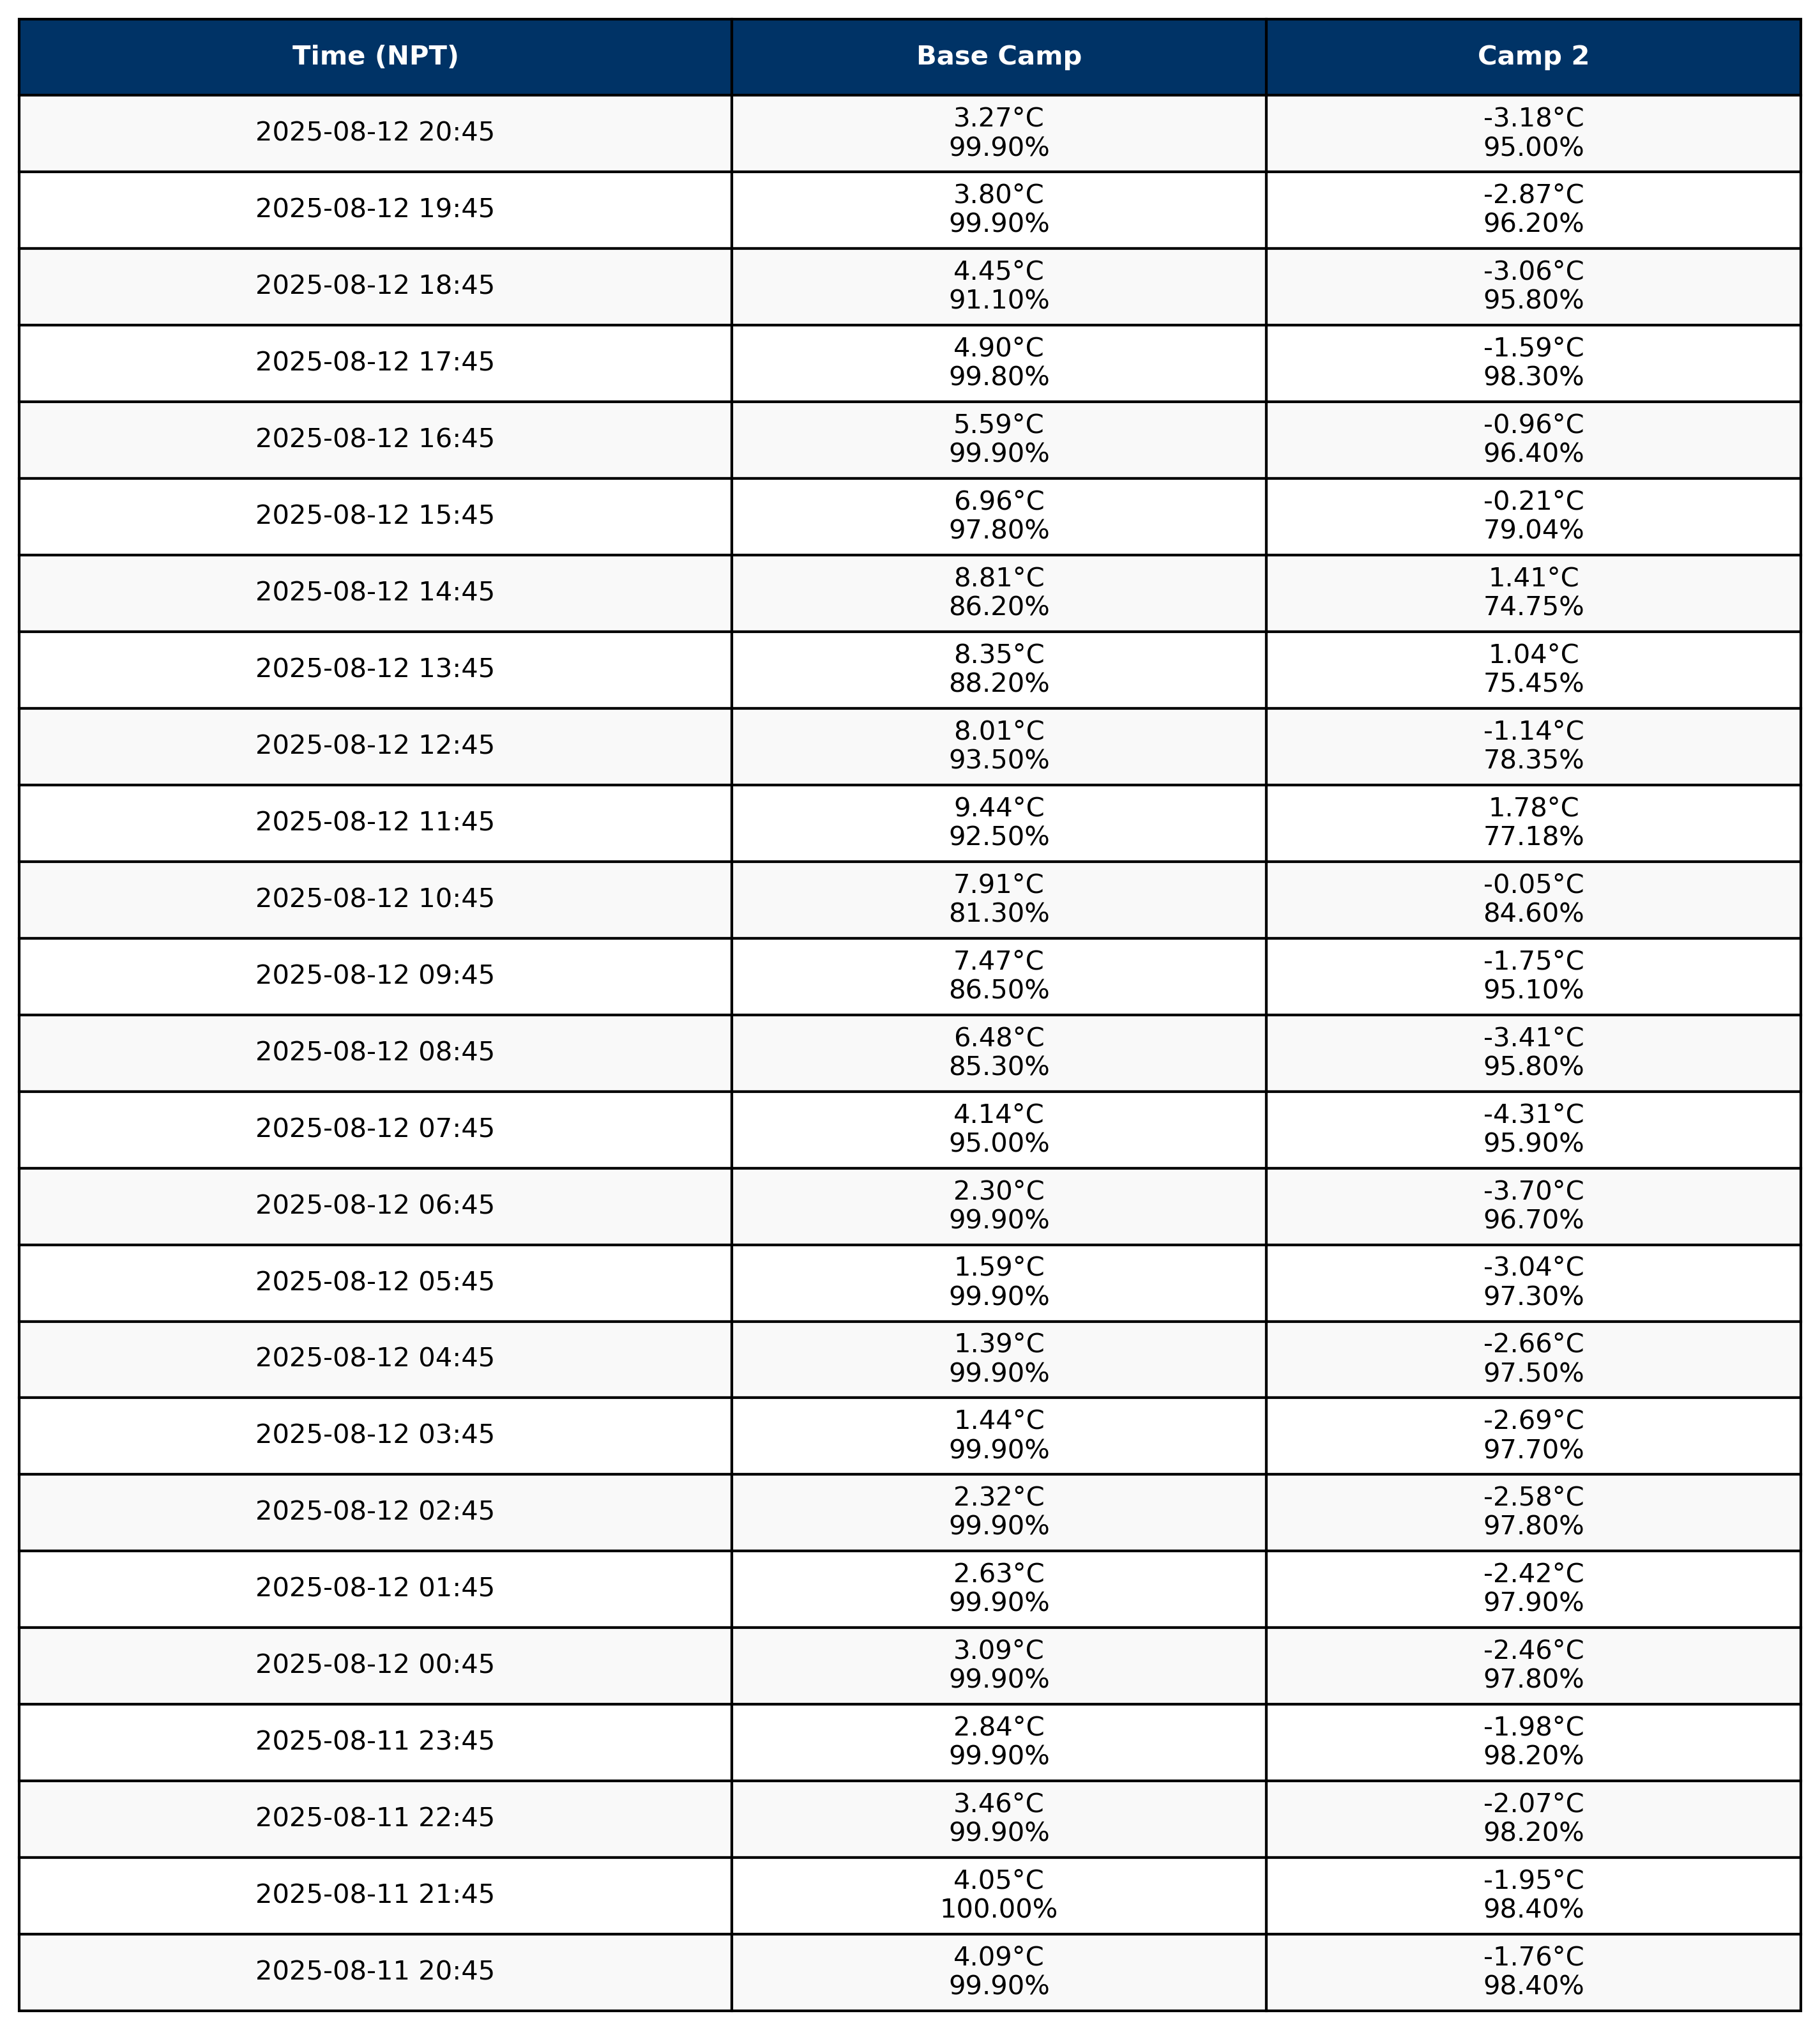 Time (NPT) Base Camp Camp 2
3.27°C -3.18°C
2025-08-12 20:45
99.90% 95.00%
3.80°C -2.87°C
2025-08-12 19:45
99.90% 96.20%
4.45°C -3.06°C
2025-08-12 18:45
91.10% 95.80%
4.90°C -1.59°C
2025-08-12 17:45
99.80% 98.30%
5.59°C -0.96°C
2025-08-12 16:45
99.90% 96.40%
6.96°C -0.21°C
2025-08-12 15:45
97.80% 79.04%
8.81°C 1.41°C
2025-08-12 14:45
86.20% 74.75%
8.35°C 1.04°C
2025-08-12 13:45
88.20% 75.45%
8.01°C -1.14°C
2025-08-12 12:45
93.50% 78.35%
9.44°C 1.78°C
2025-08-12 11:45
92.50% 77.18%
7.91°C -0.05°C
2025-08-12 10:45
81.30% 84.60%
7.47°C -1.75°C
2025-08-12 09:45
86.50% 95.10%
6.48°C -3.41°C
2025-08-12 08:45
85.30% 95.80%
4.14°C -4.31°C
2025-08-12 07:45
95.00% 95.90%
2.30°C -3.70°C
2025-08-12 06:45
99.90% 96.70%
1.59°C -3.04°C
2025-08-12 05:45
99.90% 97.30%
1.39°C -2.66°C
2025-08-12 04:45
99.90% 97.50%
1.44°C -2.69°C
2025-08-12 03:45
99.90% 97.70%
2.32°C -2.58°C
2025-08-12 02:45
99.90% 97.80%
2.63°C -2.42°C
2025-08-12 01:45
99.90% 97.90%
3.09°C -2.46°C
2025-08-12 00:45
99.90% 97.80%
2.84°C -1.98°C
2025-08-11 23:45
99.90% 98.20%
3.46°C -2.07°C
2025-08-11 22:45
99.90% 98.20%
4.05°C -1.95°C
2025-08-11 21:45
100.00% 98.40%
4.09°C -1.76°C
2025-08-11 20:45
99.90% 98.40%